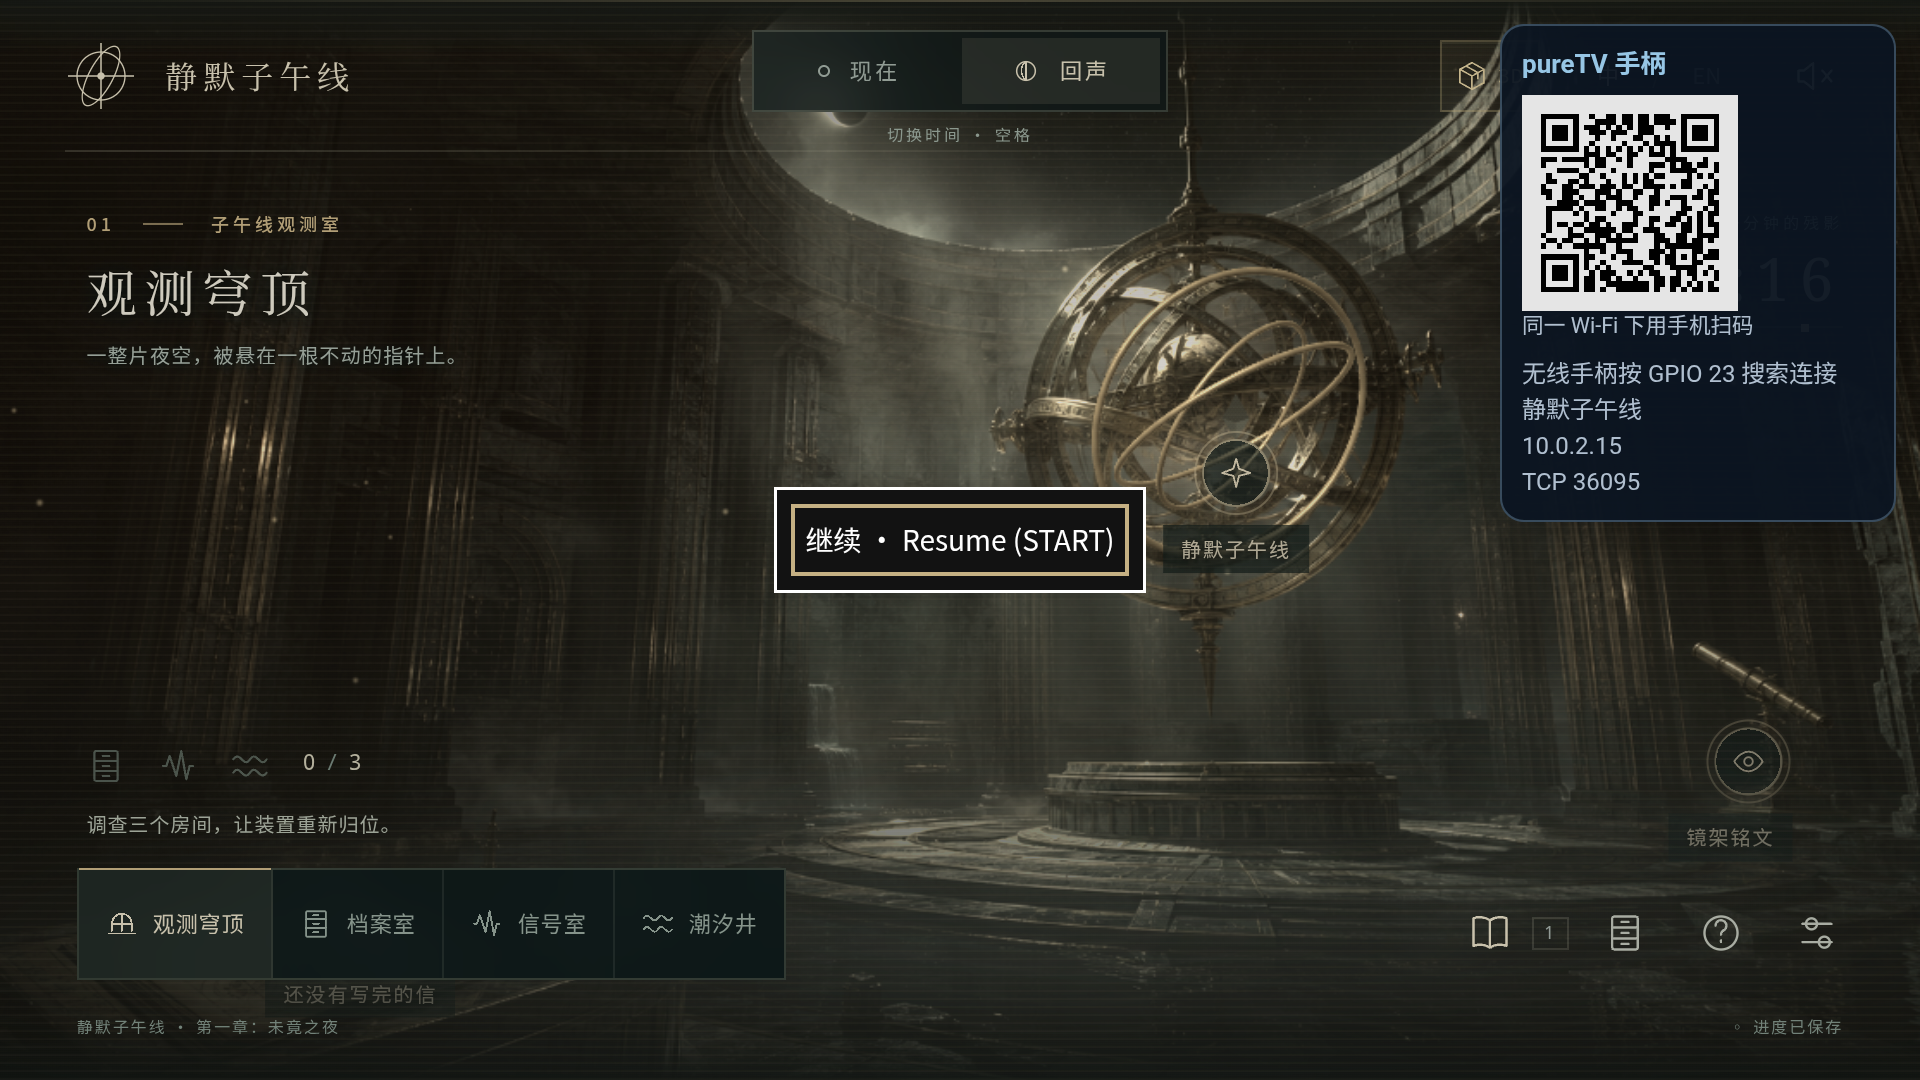 静默子午线
现在
回声
切换时间 · 空格
EN
pureTV 手柄
同一 Wi-Fi 下用手机扫码
无线手柄按 GPIO 23 搜索连接
静默子午线
10.0.2.15
TCP 36095
分钟的残影
:16
01 — 子午线观测室
观测穹顶
一整片夜空，被悬在一根不动的指针上。
继续 · Resume (START)
静默子午线
0 / 3
调查三个房间，让装置重新归位。
镜架铭文
观测穹顶
档案室
信号室
潮汐井
1
还没有写完的信
静默子午线 · 第一章：未竟之夜
进度已保存